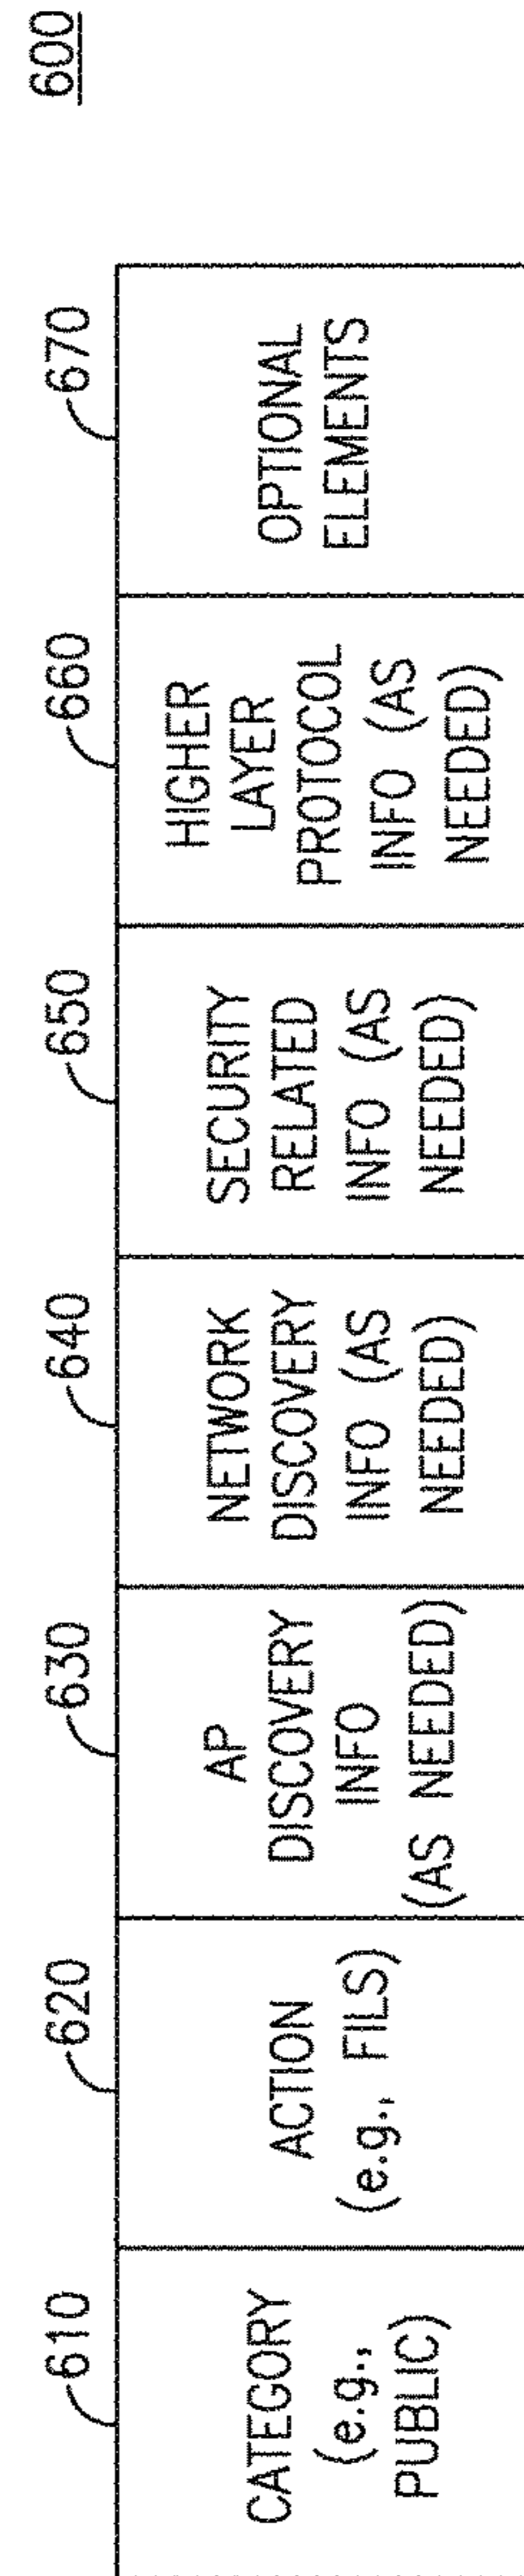 600
610
620
630
640
650
660
670
CATEGORY
(e.g.,
PUBLIC)
ACTION
(e.g., FILS)
AP
DISCOVERY
INFO
(AS NEEDED)
NETWORK
DISCOVERY
INFO (AS
NEEDED)
SECURITY
RELATED
INFO (AS
NEEDED)
HIGHER
LAYER
PROTOCOL
INFO (AS
NEEDED)
OPTIONAL
ELEMENTS